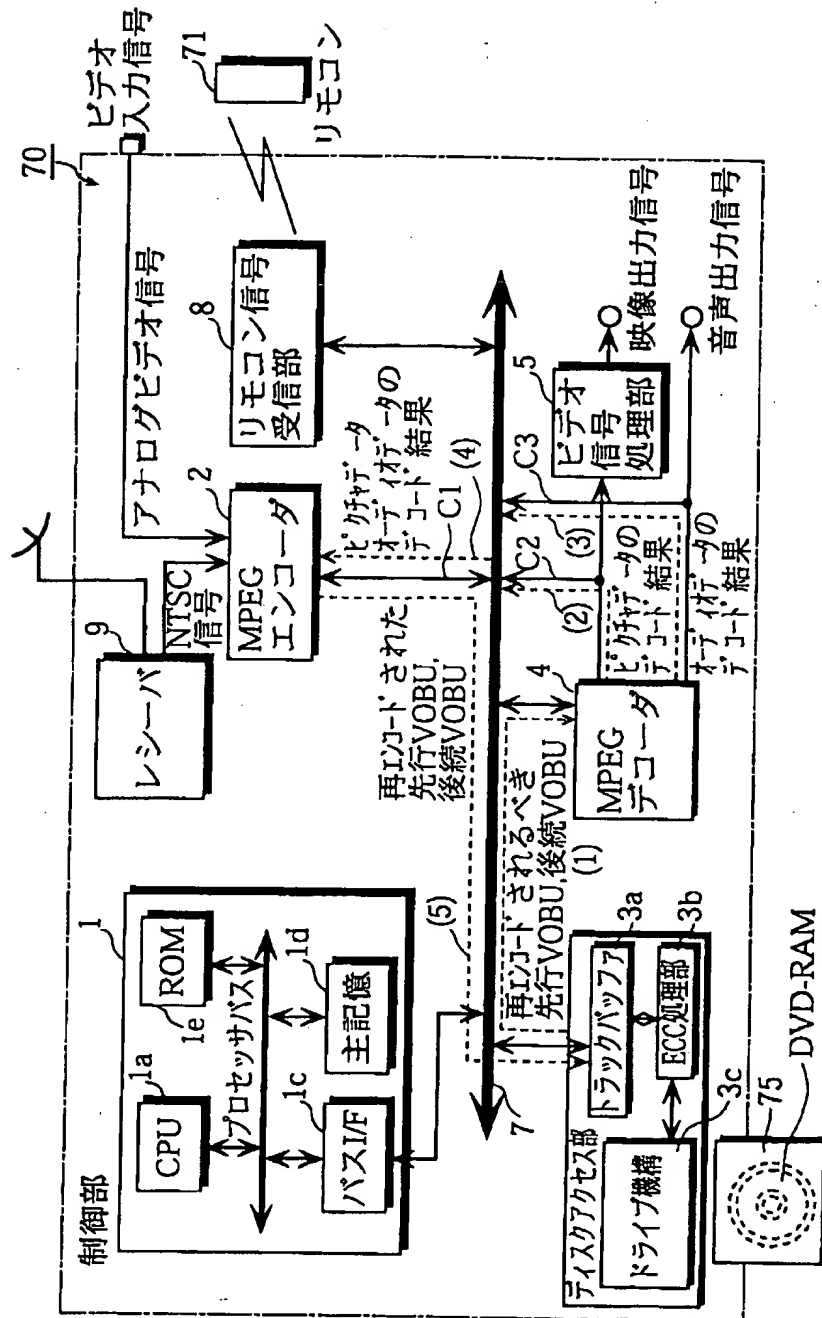 70
ビデオ
入力信号
71
リモコン
アナログビデオ信号
8
リモコン信号
受信部
9
レシーバ
NTSC
信号
2
MPEG
エンコーダ
ピクチャデータ
オーディオデータの
デコード結果
(4)
C1
再エンコードされた
先行VOBU,
後続VOBU
制御部
1
1a
CPU
ROM
1e
プロセッサバス
1c
バスI/F
1d
主記憶
(5)
7
再エンコードされるべき
先行VOBU,後続VOBU
(1)
4
MPEG
デコーダ
C2
(2)
C3
(3)
ピクチャデータの
デコード結果
オーディオデータの
デコード結果
5
ビデオ
信号
処理部
映像出力信号
音声出力信号
ディスクアクセス部
3a
トラックバッファ
3b
ECC処理部
3c
ドライブ機構
75
DVD-RAM